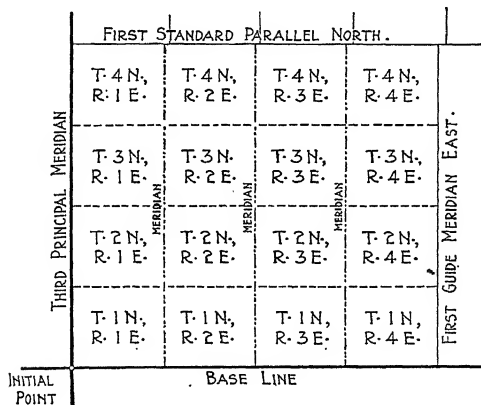 FIRST STANDARD PARALLEL NORTH.
T. 4 N., T. 4 N., T. 4 N., T. 4 N.,
R. 1 E. R. 2 E. R. 3 E. R. 4 E.
T. 3 N., T. 3 N. T. 3 N., T. 3 N.,
R. 1 E. R. 2 E. R. 3 E. R. 4 E.
T. 2 N., T. 2 N., T. 2 N., T. 2 N.,
R. 1 E. R. 2 E. R. 3 E. R. 4 E.
T. 1 N., T. 1 N., T. 1 N, T. 1 N,
R. 1 E. R. 2 E. R. 3 E. R. 4 E.
THIRD PRINCIPAL MERIDIAN
MERIDIAN
MERIDIAN
MERIDIAN
FIRST GUIDE MERIDIAN EAST.
INITIAL
POINT
BASE LINE